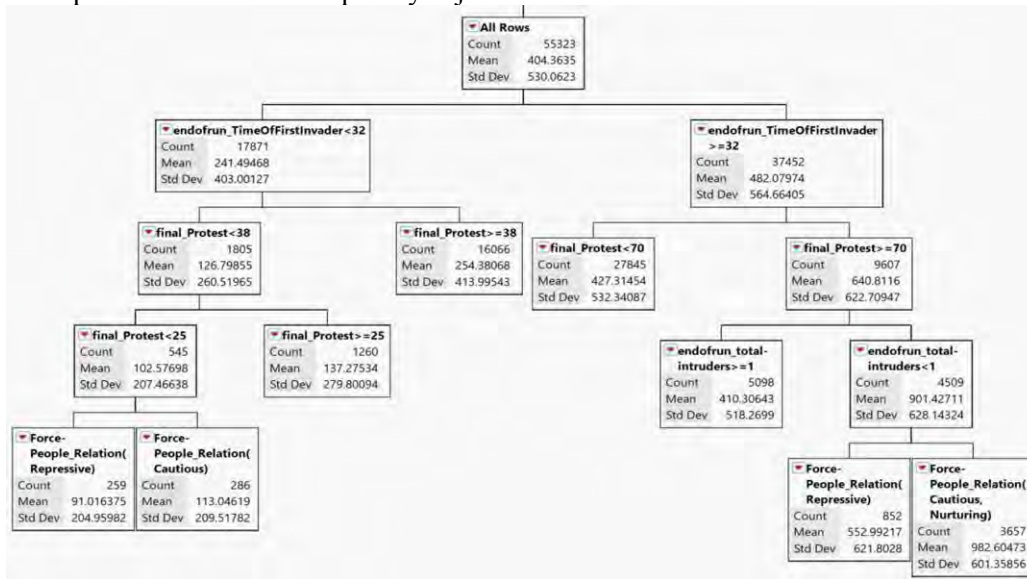 All Rows
Count 55323
Mean 404.3635
Std Dev 530.0623
endofrun_TimeOfFirstInvader<32
Count 17871
Mean 241.49468
Std Dev 403.00127
endofrun_TimeOfFirstInvader
>=32
Count 37452
Mean 482.07974
Std Dev 564.66405
final_Protest<38
Count 1805
Mean 126.79855
Std Dev 260.51965
final_Protest>=38
Count 16066
Mean 254.38068
Std Dev 413.99543
final_Protest<70
Count 27845
Mean 427.31454
Std Dev 532.34087
final_Protest>=70
Count 9607
Mean 640.8116
Std Dev 622.70947
final_Protest<25
Count 545
Mean 102.57698
Std Dev 207.46638
final_Protest>=25
Count 1260
Mean 137.27534
Std Dev 279.80094
endofrun_total-
intruders>=1
Count 5098
Mean 410.30643
Std Dev 518.2699
endofrun_total-
intruders<1
Count 4509
Mean 901.42711
Std Dev 628.14324
Force-
People_Relation(
Repressive)
Count 259
Mean 91.016375
Std Dev 204.95982
Force-
People_Relation(
Cautious)
Count 286
Mean 113.04619
Std Dev 209.51782
Force-
People_Relation(
Repressive)
Count 852
Mean 552.99217
Std Dev 621.8028
Force-
People_Relation(
Cautious,
Nurturing)
Count 3657
Mean 982.60473
Std Dev 601.35856